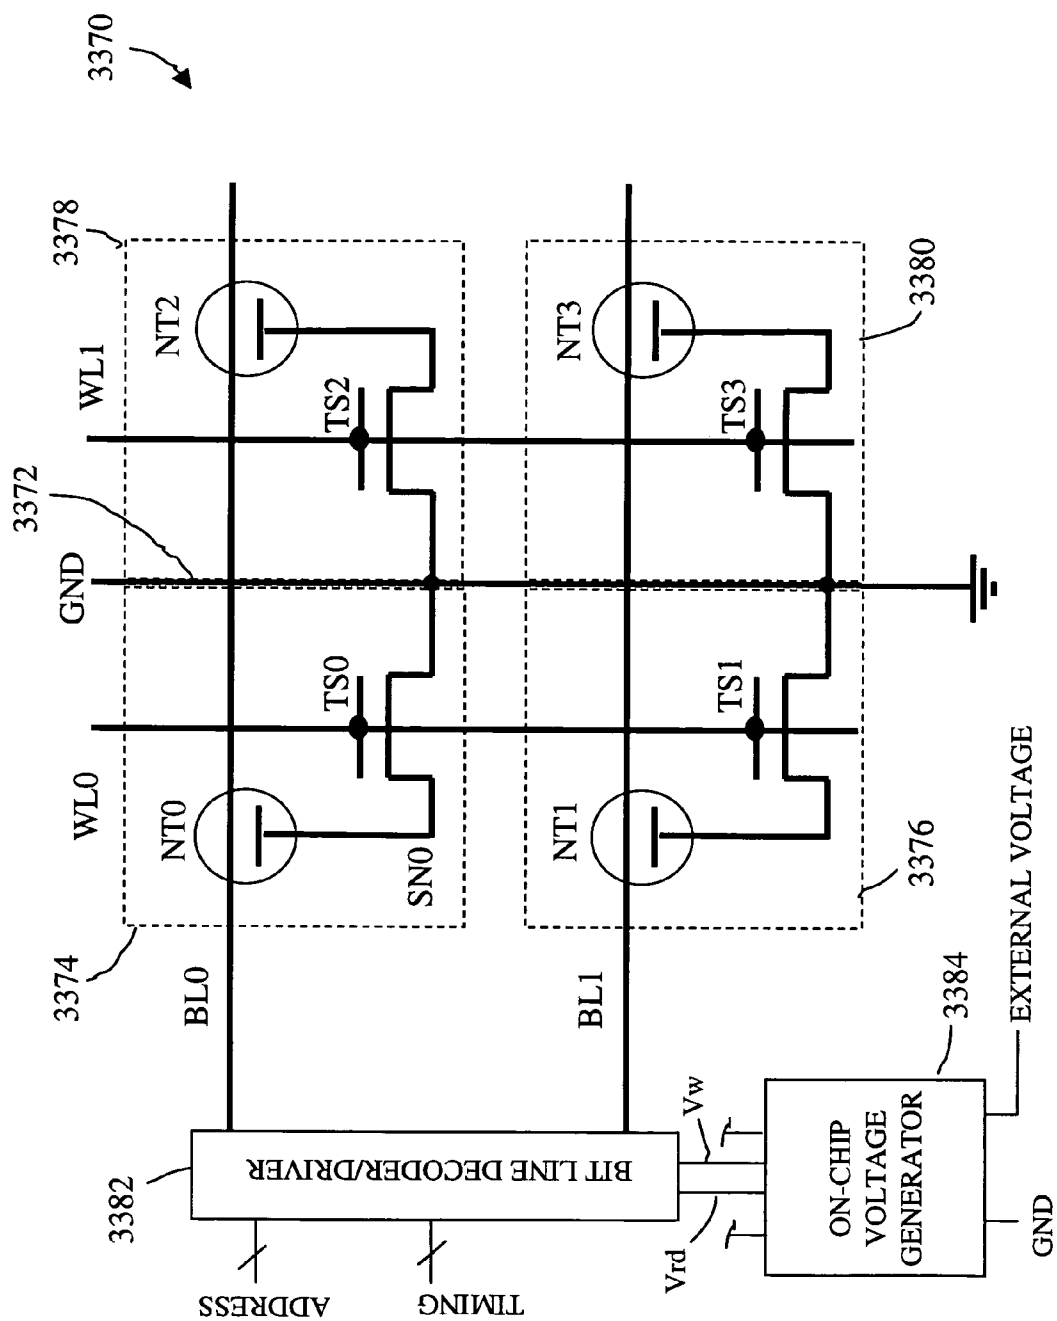 3370
3378
3372
WL1
GND
WL0
NT2
TS2
TS0
NT0
SN0
3374
BL0
NT3
TS3
TS1
NT1
3380
3376
BL1
3382
BIT LINE DECODER/DRIVER
ADDRESS
TIMING
Vw
Vrd
3384
ON-CHIP
VOLTAGE
GENERATOR
EXTERNAL VOLTAGE
GND